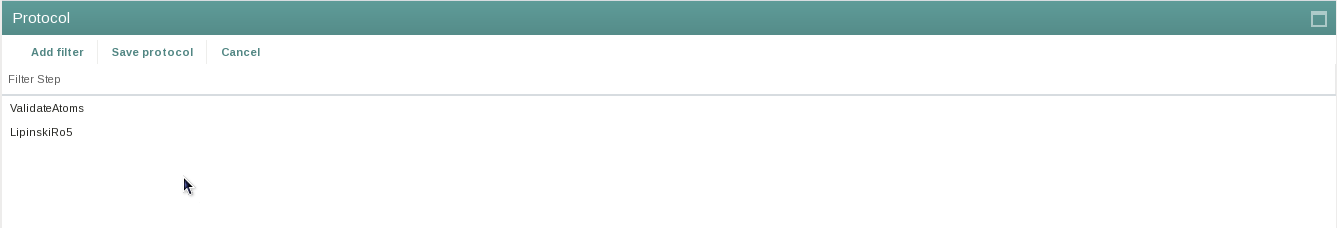 Protocol
Add filter Save protocol Cancel
Filter Step
ValidateAtoms
LipinskiRo5